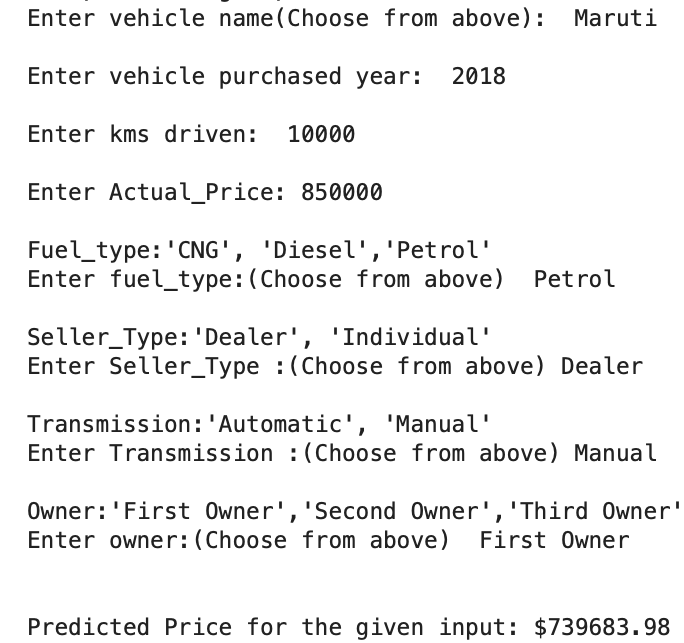 Enter vehicle name(Choose from above):  Maruti
Enter vehicle purchased year:  2018
Enter kms driven:  10000
Enter Actual_Price: 850000
Fuel_type:'CNG', 'Diesel','Petrol'
Enter fuel_type:(Choose from above)  Petrol
Seller_Type:'Dealer', 'Individual'
Enter Seller_Type :(Choose from above) Dealer
Transmission:'Automatic', 'Manual'
Enter Transmission :(Choose from above) Manual
Owner:'First Owner','Second Owner','Third Owner'
Enter owner:(Choose from above)  First Owner
Predicted Price for the given input: $739683.98